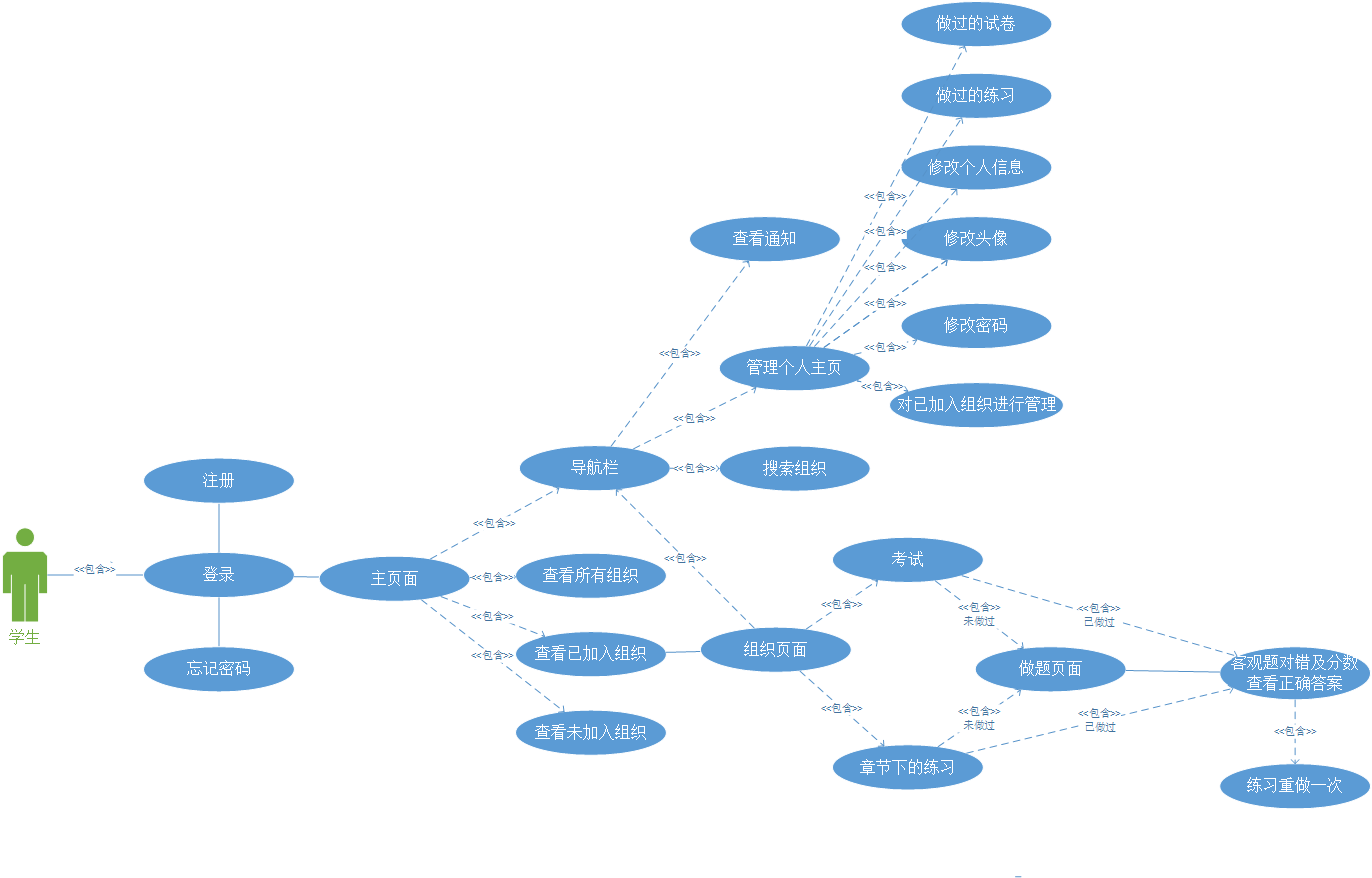 做过的试卷
做过的练习
修改个人信息
<<包含>>
查看通知
<<包含>>
修改头像
<<包含>>
<<包含>>
修改密码
<<包含>>
<<包含>>
管理个人主页
<<包含>>
对已加入组织进行管理
<<包含>>
导航栏
<<包含>>
搜索组织
注册
<<包含>>
<<包含>>
考试
<<包含>>
登录
主页面
<<包含>>
查看所有组织
<<包含>>
<<包含>>
未做过
<<包含>>
已做过
学生
<<包含>>
<<包含>>
查看已加入组织
组织页面
忘记密码
做题页面
客观题对错及分数
查看正确答案
<<包含>>
<<包含>>
未做过
<<包含>>
已做过
查看未加入组织
<<包含>>
章节下的练习
练习重做一次